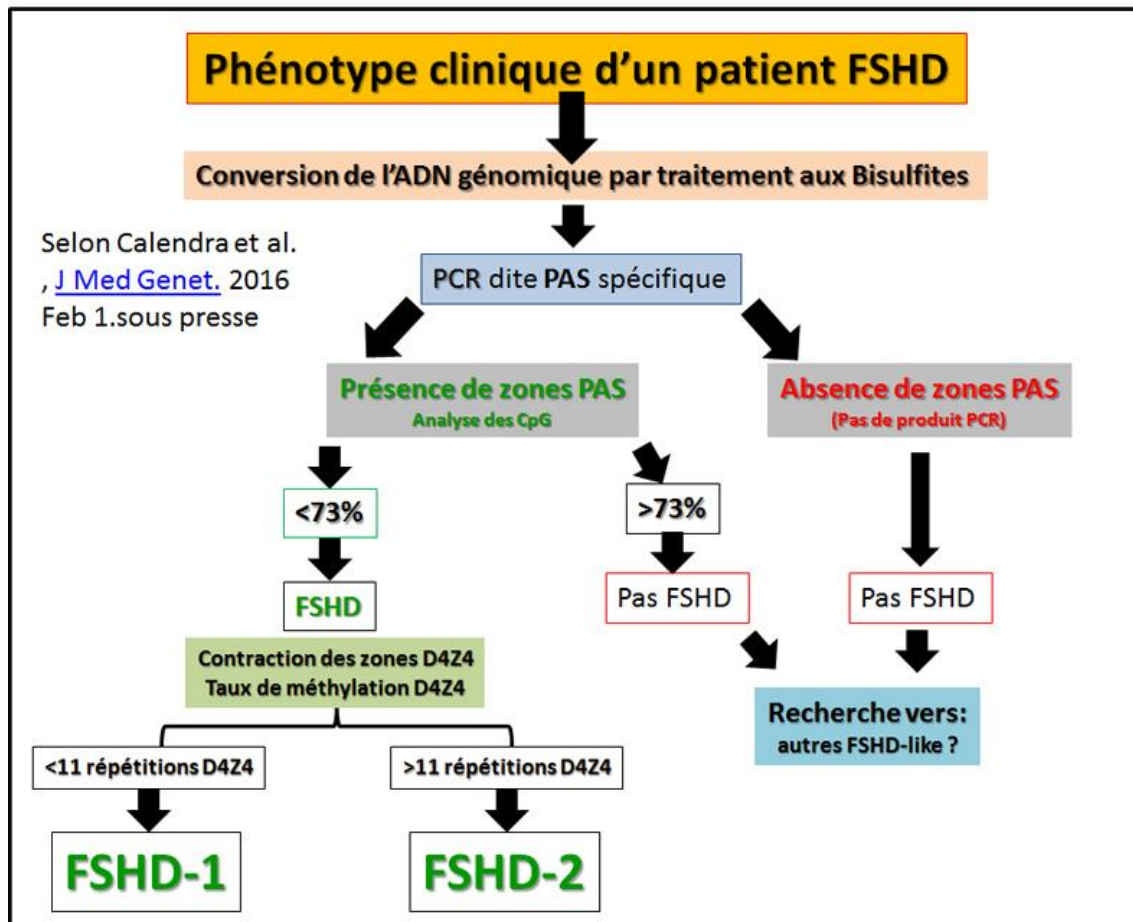 Phénotype clinique d'un patient FSHD
Conversion de l'ADN génomique par traitement aux Bisulfites
Selon Calendra et al.
, J Med Genet. 2016
Feb 1.sous presse
PCR dite PAS spécifique
Présence de zones PAS
Analyse des CpG
Absence de zones PAS
(Pas de produit PCR)
<73%
>73%
FSHD
Pas FSHD
Pas FSHD
Contraction des zones D4Z4
Taux de méthylation D4Z4
Recherche vers:
autres FSHD-like ?
<11 répétitions D4Z4
>11 répétitions D4Z4
FSHD-1
FSHD-2